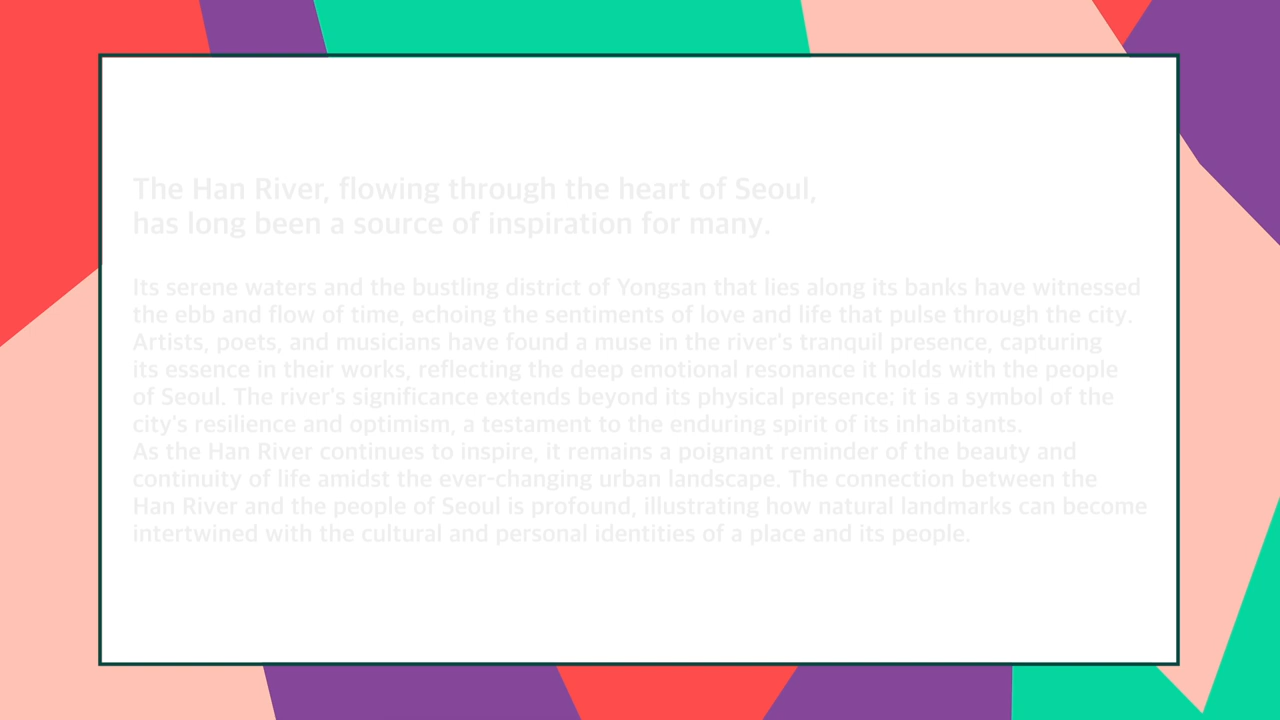 The Han River, flowing through the heart of Seoul,
has long been a source of inspiration for many.
Its serene waters and the bustling district of Yongsan that lies along its banks have witnessed
the ebb and flow of time, echoing the sentiments of love and life that pulse through the city.
Artists, poets, and musicians have found a muse in the river's tranquil presence, capturing
its essence in their works, reflecting the deep emotional resonance it holds with the people
of Seoul. The river's significance extends beyond its physical presence; it is a symbol of the
city's resilience and optimism, a testament to the enduring spirit of its inhabitants.
As the Han River continues to inspire, it remains a poignant reminder of the beauty and
continuity of life amidst the ever-changing urban landscape. The connection between the
Han River and the people of Seoul is profound, illustrating how natural landmarks can become
intertwined with the cultural and personal identities of a place and its people.